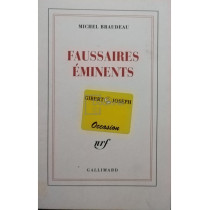 MICHEL BRAUDEAU
FAUSSAIRES
ÉMINENTS
GIBERT JOSEPH
Occasion
nrf
GALLIMARD